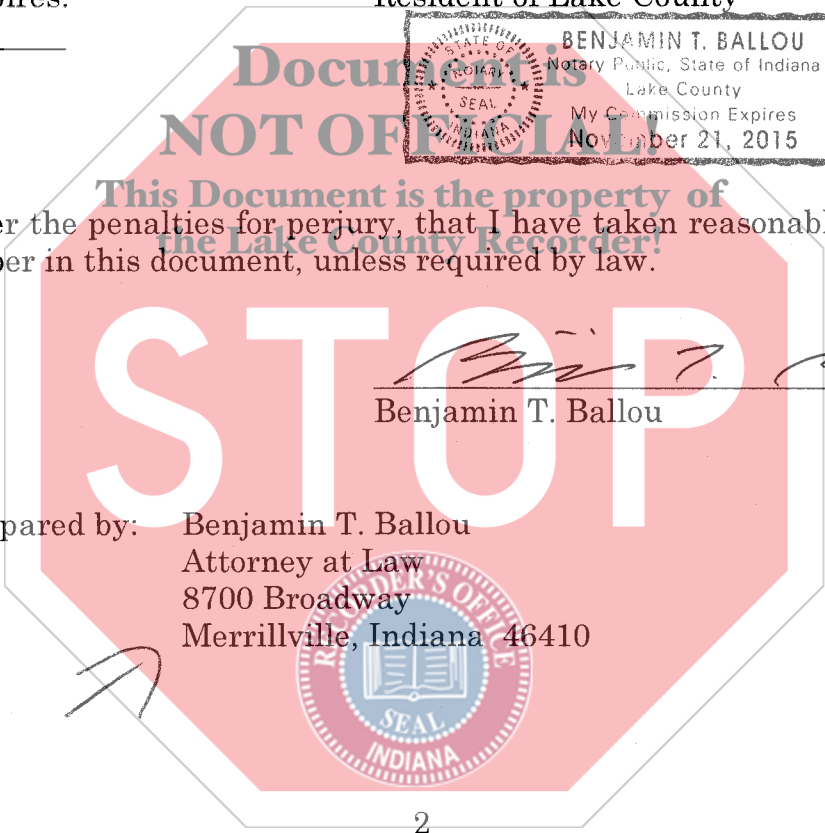 pires:
Resident of Lake County
STATE OF
NOTARY
SEAL
INDIANA
BENJAMIN T. BALLOU
Notary Public, State of Indiana
Lake County
My Commission Expires
November 21, 2015
Document is
NOT OFFICIAL!
This Document is the property of
the Lake County Recorder!
er the penalties for perjury, that I have taken reasonabl
ber in this document, unless required by law.
STOP
Benjamin T. Ballou
pared by: Benjamin T. Ballou
Attorney at Law
8700 Broadway
Merrillville, Indiana 46410
RECORDER'S OFFICE
SEAL
INDIANA
2